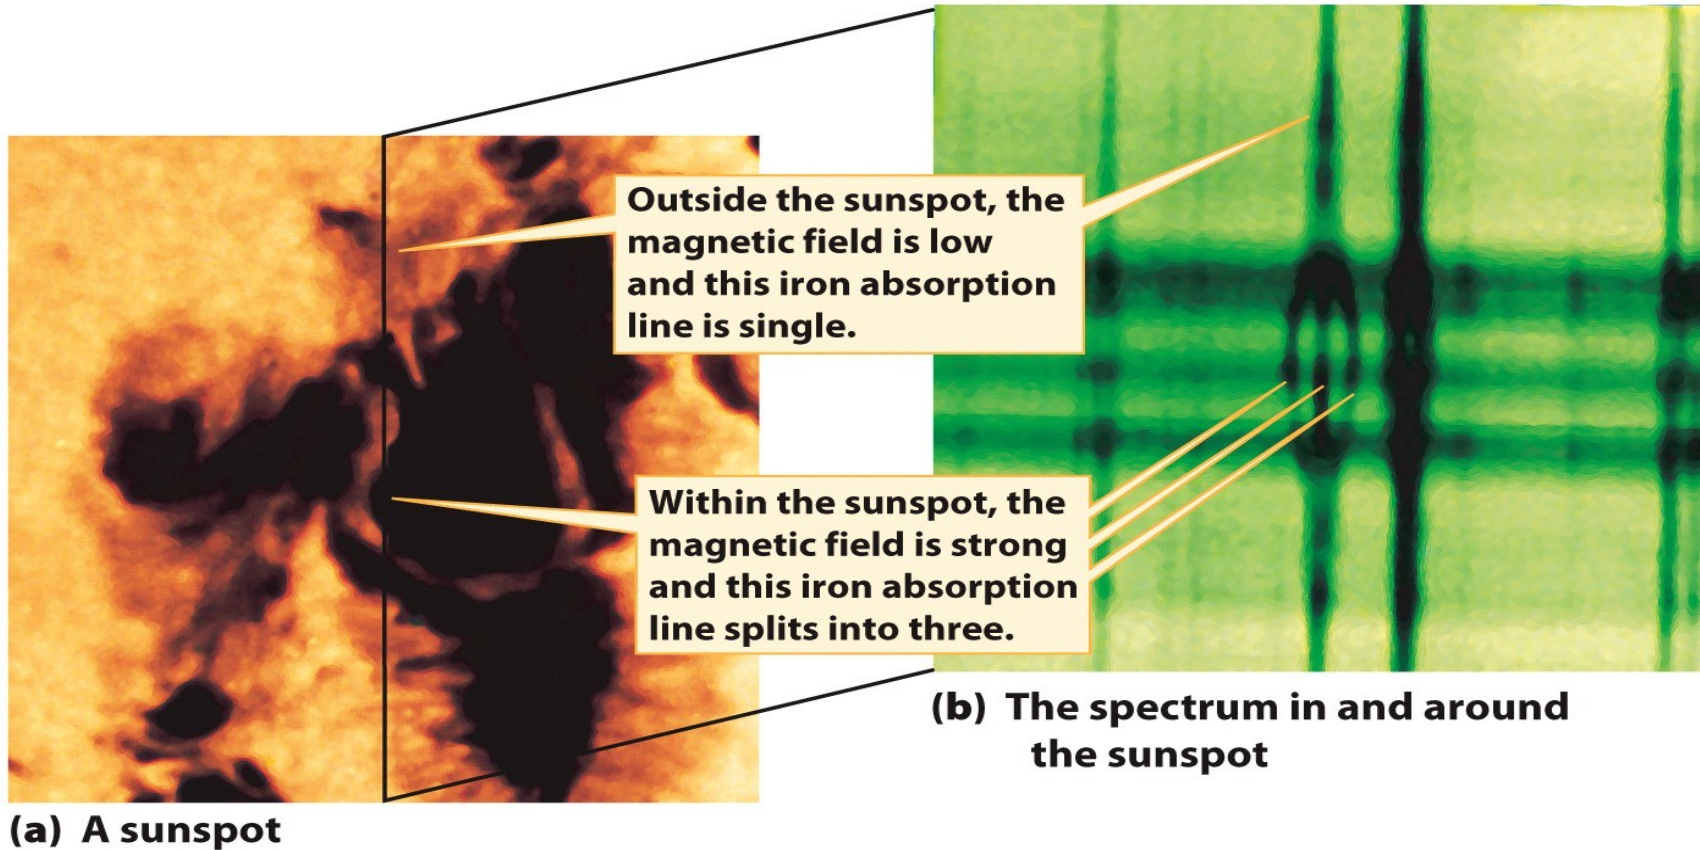 Outside the sunspot, the
magnetic field is low
and this iron absorption
line is single.
Within the sunspot, the
magnetic field is strong
and this iron absorption
line splits into three.
(a) A sunspot
(b) The spectrum in and around
the sunspot